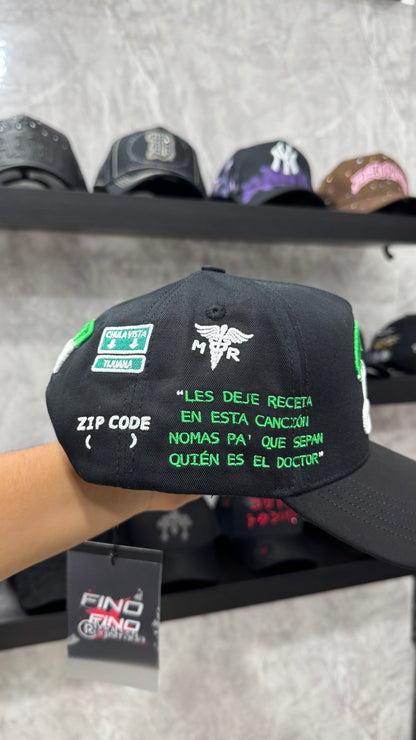 NY
CHULA VISTA
TIJUANA
M R
ZIP CODE
( )
"LES DEJE RECETA
EN ESTA CANCIÓN
NOMAS PA' QUE SEPAN
QUIÉN ES EL DOCTOR"
FINO
FINO